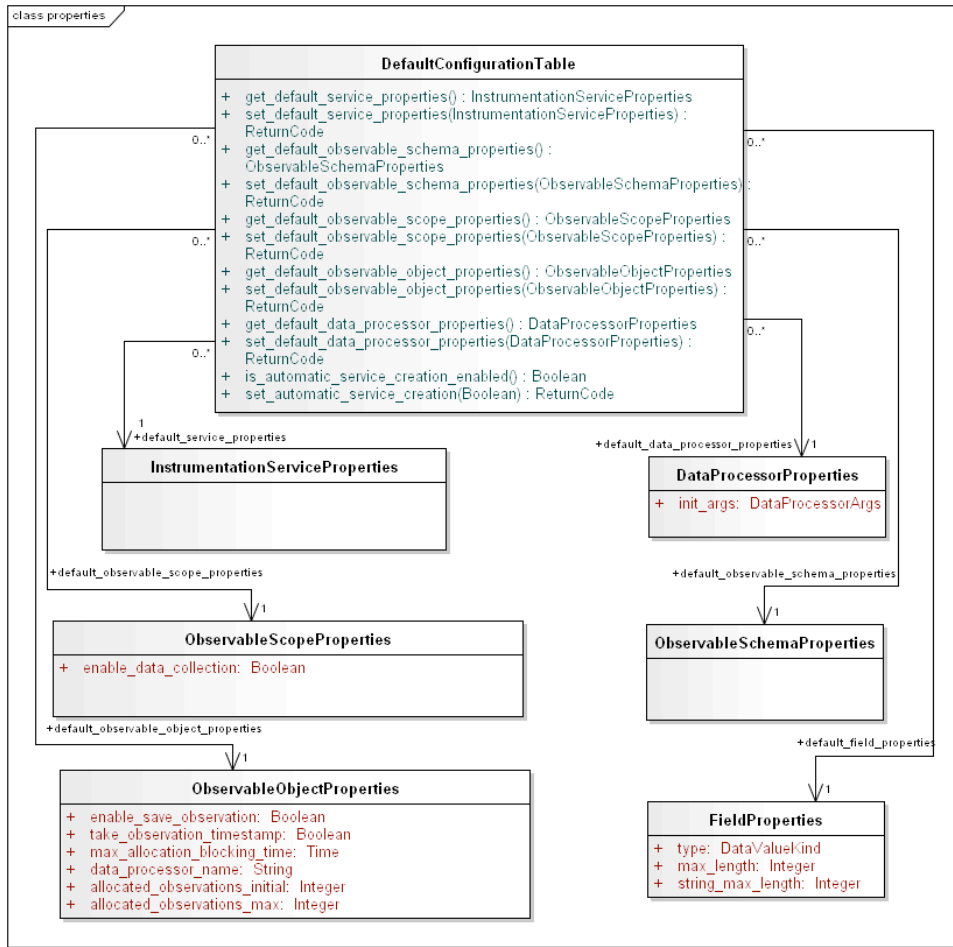 class properties
DefaultConfigurationTable
+ get_default_service_properties() : InstrumentationServiceProperties
+ set_default_service_properties(InstrumentationServiceProperties) :
ReturnCode
+ get_default_observable_schema_properties() :
ObservableSchemaProperties
+ set_default_observable_schema_properties(ObservableSchemaProperties) :
ReturnCode
+ get_default_observable_scope_properties() : ObservableScopeProperties
+ set_default_observable_scope_properties(ObservableScopeProperties) :
ReturnCode
+ get_default_observable_object_properties() : ObservableObjectProperties
+ set_default_observable_object_properties(ObservableObjectProperties) :
ReturnCode
+ get_default_data_processor_properties() : DataProcessorProperties
+ set_default_data_processor_properties(DataProcessorProperties) :
ReturnCode
+ is_automatic_service_creation_enabled() : Boolean
+ set_automatic_service_creation(Boolean) : ReturnCode
0..*
0..*
0..*
0..*
0..*
0..*
1
+default_service_properties
InstrumentationServiceProperties
+default_data_processor_properties
1
DataProcessorProperties
+ init_args: DataProcessorArgs
+default_observable_scope_properties
1
ObservableScopeProperties
+ enable_data_collection: Boolean
+default_observable_schema_properties
1
ObservableSchemaProperties
+default_observable_object_properties
1
ObservableObjectProperties
+ enable_save_observation: Boolean
+ take_observation_timestamp: Boolean
+ max_allocation_blocking_time: Time
+ data_processor_name: String
+ allocated_observations_initial: Integer
+ allocated_observations_max: Integer
+default_field_properties
1
FieldProperties
+ type: DataValueKind
+ max_length: Integer
+ string_max_length: Integer